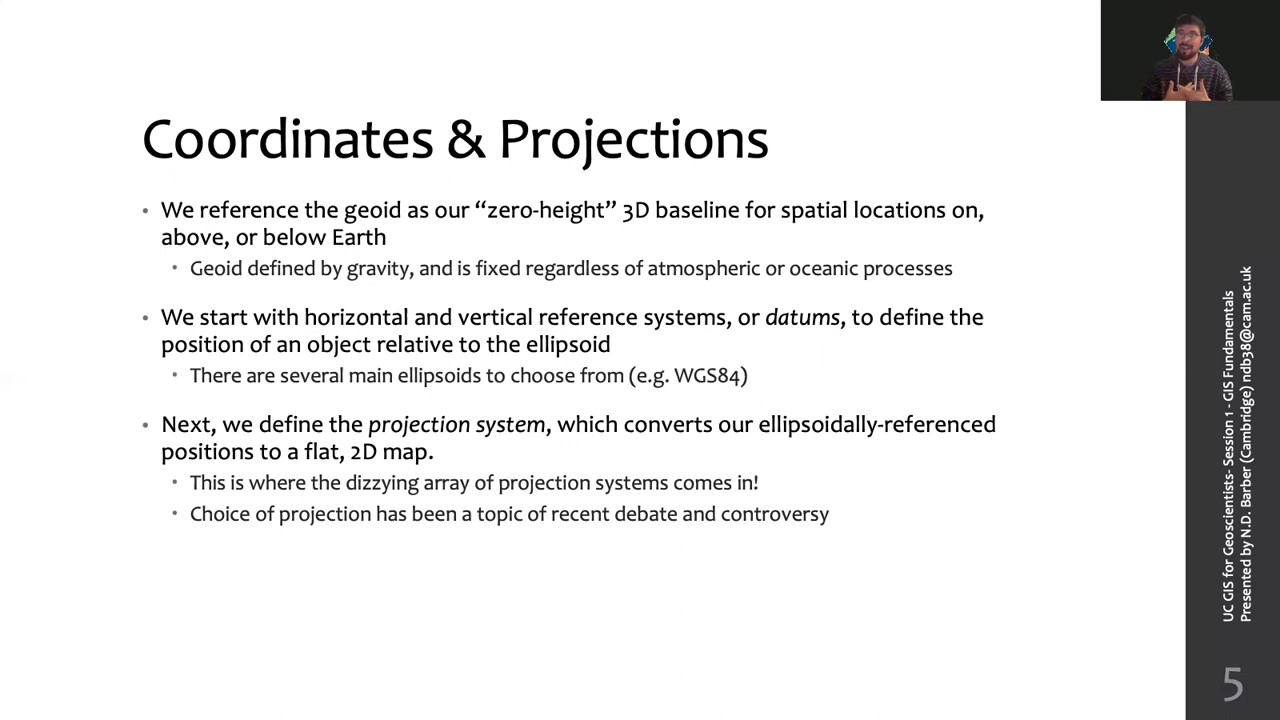 Coordinates & Projections
• We reference the geoid as our “zero-height” 3D baseline for spatial locations on,
above, or below Earth
• Geoid defined by gravity, and is fixed regardless of atmospheric or oceanic processes
• We start with horizontal and vertical reference systems, or datums, to define the
position of an object relative to the ellipsoid
• There are several main ellipsoids to choose from (e.g. WGS84)
• Next, we define the projection system, which converts our ellipsoidally-referenced
positions to a flat, 2D map.
• This is where the dizzying array of projection systems comes in!
• Choice of projection has been a topic of recent debate and controversy
UC GIS for Geoscientists- Session 1 - GIS Fundamentals
Presented by N.D. Barber (Cambridge) ndb38@cam.ac.uk
5